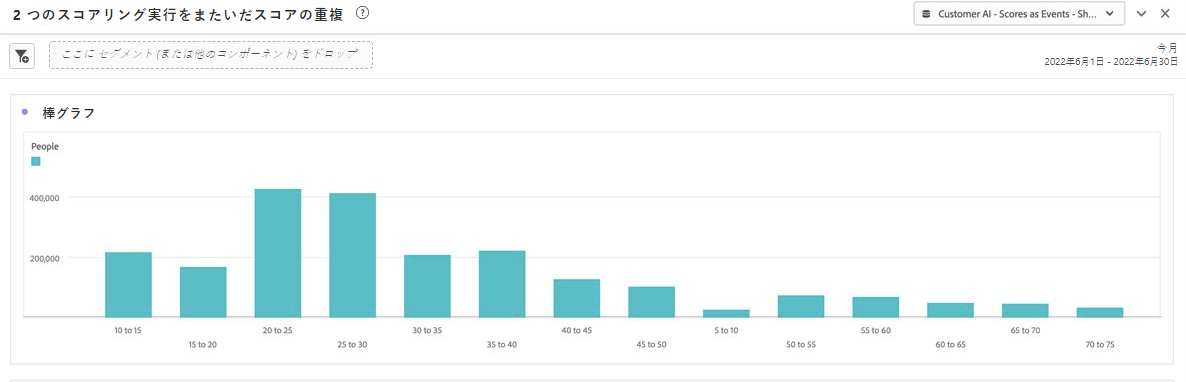 2 つのスコアリング実行をまたいだスコアの重複
Customer AI - Scores as Events - Sh...
ここに セグメント (または他のコンポーネント) をドロップ
今月
2022年6月1日 - 2022年6月30日
棒グラフ
People
400,000
200,000
10 to 15
15 to 20
20 to 25
25 to 30
30 to 35
35 to 40
40 to 45
45 to 50
5 to 10
50 to 55
55 to 60
60 to 65
65 to 70
70 to 75